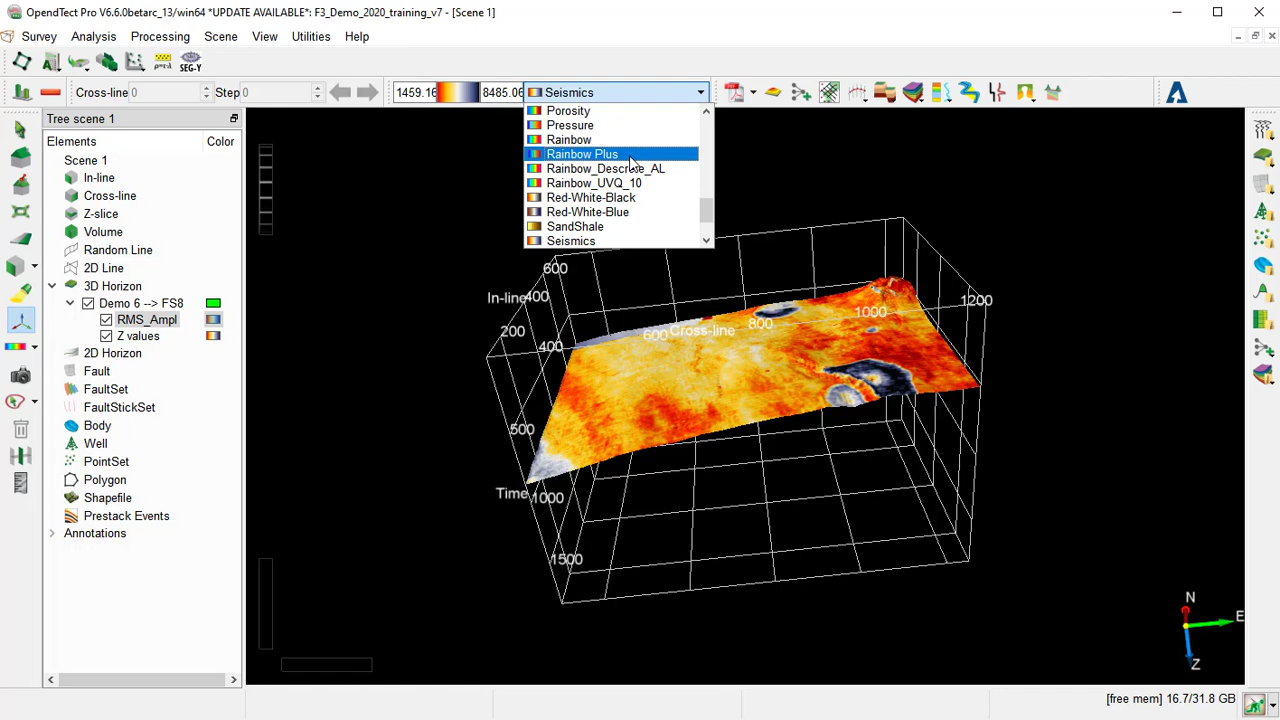 OpendTect Pro V6.6.0betarc_13/win64 *UPDATE AVAILABLE*: F3_Demo_2020_training_v7 - [Scene 1]
Survey Analysis Processing Scene View Utilities Help
SEG-Y
Cross-line 0 Step 0 1459.16 8485.06 Seismics
Porosity
Pressure
Rainbow
Rainbow Plus
Rainbow_Descrete_AL
Rainbow_UVQ_10
Red-White-Black
Red-White-Blue
SandShale
Seismics
Tree scene 1
Elements Color
Scene 1
In-line
Cross-line
Z-slice
Volume
Random Line
2D Line
3D Horizon
Demo 6 --> FS8
RMS_Ampl
Z values
2D Horizon
Fault
FaultSet
FaultStickSet
Body
Well
PointSet
Polygon
Shapefile
Prestack Events
Annotations
600
In-line 400
200
400
600 Cross-line 800 1000 1200
500
Time 1000
1500
N
E
Z
[free mem] 16.7/31.8 GB